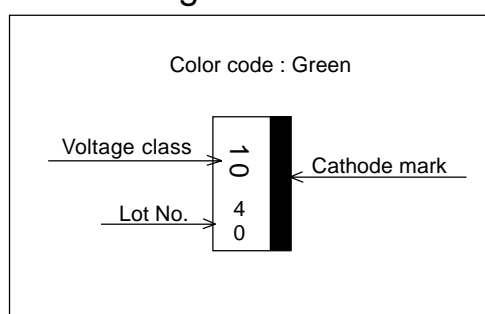 Color code : Green
Voltage class
10
Cathode mark
Lot No.
4
0